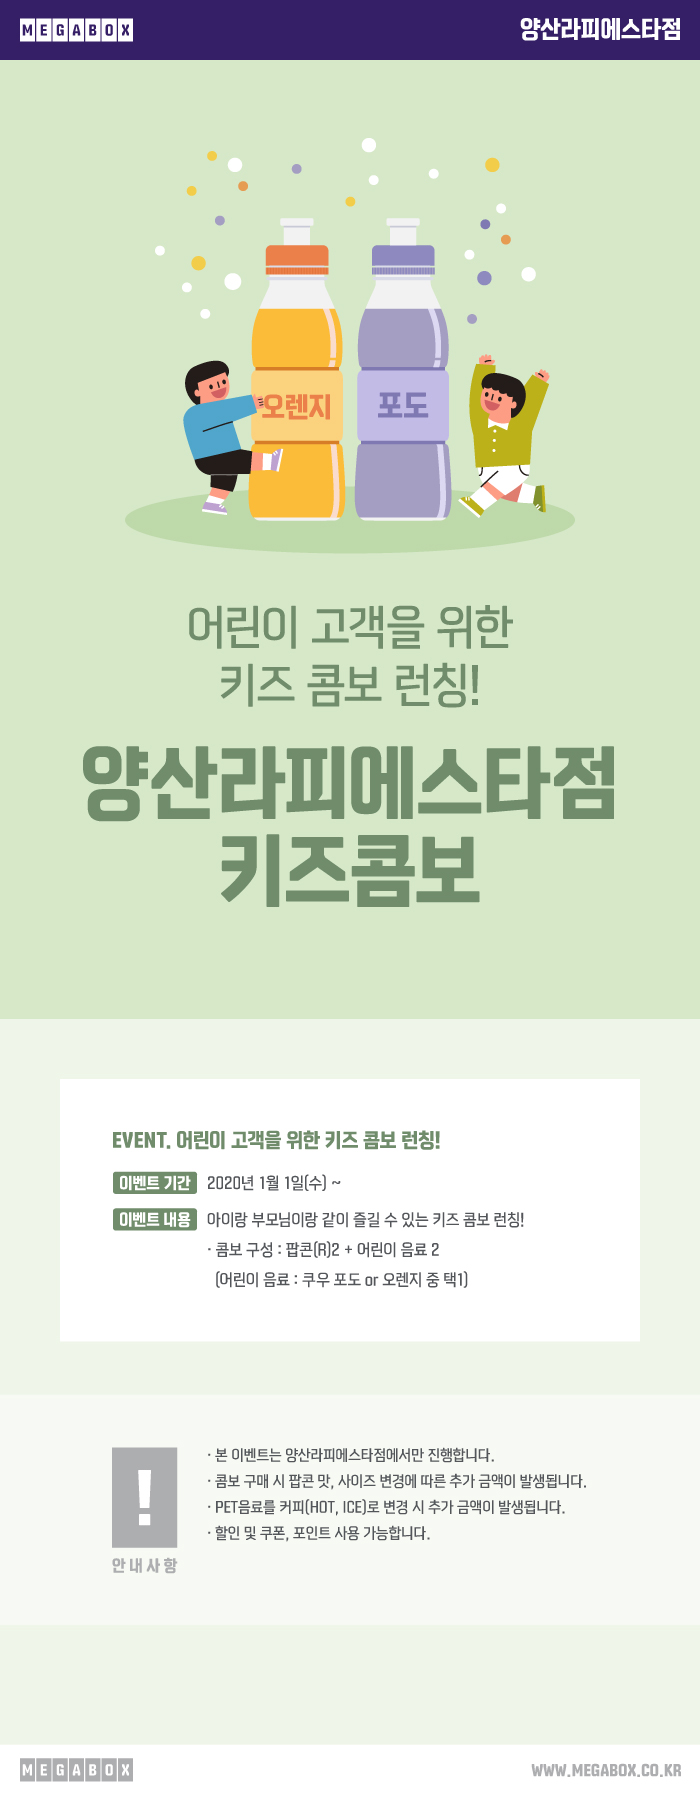 MEGABOX
양산라피에스타점
오렌지
포도
어린이 고객을 위한
키즈 콤보 런칭!
양산라피에스타점
키즈콤보
EVENT. 어린이 고객을 위한 키즈 콤보 런칭!
이벤트 기간 2020년 1월 1일(수) ~
이벤트 내용 아이랑 부모님이랑 같이 즐길 수 있는 키즈 콤보 런칭!
· 콤보 구성 : 팝콘(R)2 + 어린이 음료 2
(어린이 음료 : 쿠우 포도 or 오렌지 중 택1)
!
안내사항
· 본 이벤트는 양산라피에스타점에서만 진행합니다.
· 콤보 구매 시 팝콘 맛, 사이즈 변경에 따른 추가 금액이 발생됩니다.
· PET음료를 커피(HOT, ICE)로 변경 시 추가 금액이 발생됩니다.
· 할인 및 쿠폰, 포인트 사용 가능합니다.
MEGABOX
WWW.MEGABOX.CO.KR